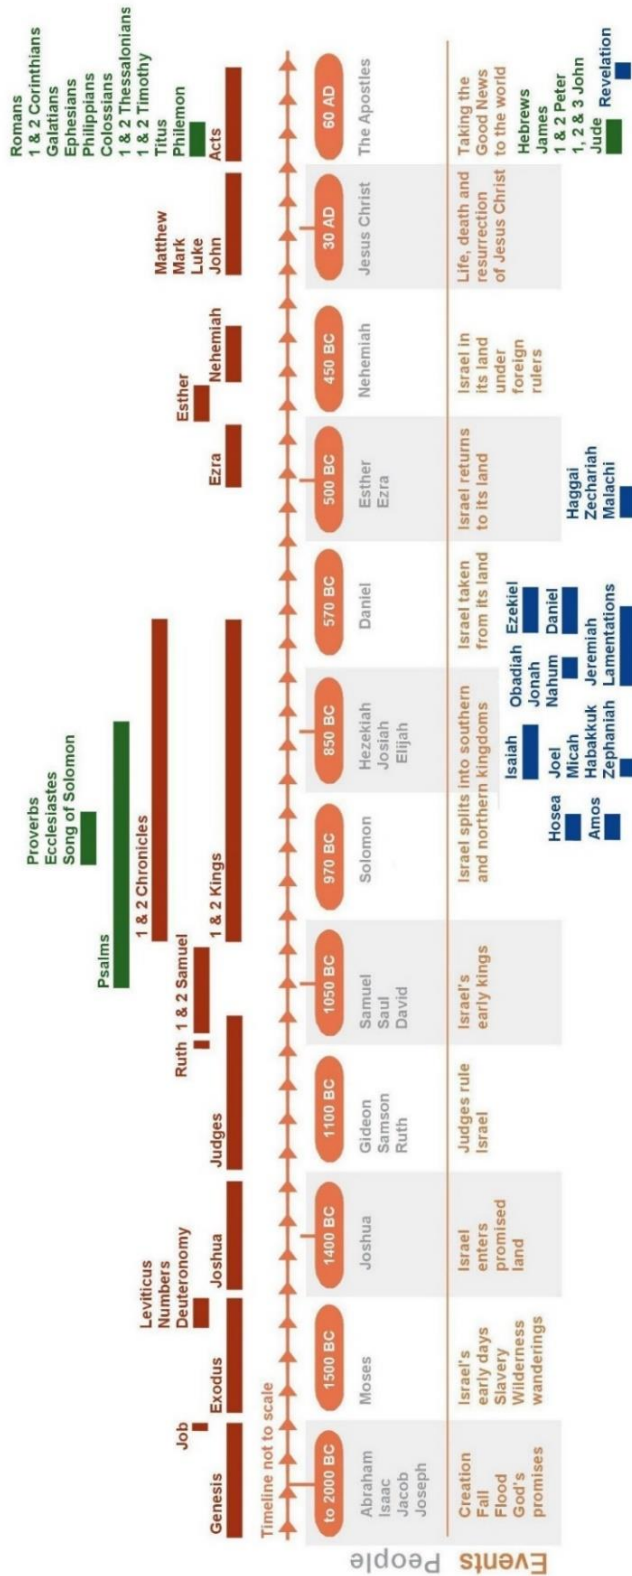 Proverbs
Ecclesiastes
Song of Solomon
Psalms
1 & 2 Chronicles
Romans
1 & 2 Corinthians
Galatians
Ephesians
Philippians
Colossians
1 & 2 Thessalonians
1 & 2 Timothy
Titus
Philemon
Matthew
Mark
Luke
John
Leviticus
Numbers
Deuteronomy
Job
Ruth
1 & 2 Samuel
Esther
Genesis
Exodus
Joshua
Judges
1 & 2 Kings
Ezra
Nehemiah
Acts
Timeline not to scale
to 2000 BC
1500 BC
1400 BC
1100 BC
1050 BC
970 BC
850 BC
570 BC
500 BC
450 BC
30 AD
60 AD
People
Abraham
Isaac
Jacob
Joseph
Moses
Joshua
Gideon
Samson
Ruth
Samuel
Saul
David
Solomon
Hezekiah
Josiah
Elijah
Daniel
Esther
Ezra
Nehemiah
Jesus Christ
The Apostles
Events
Creation
Fall
Flood
God's
promises
Israel's
early days
Slavery
Wilderness
wanderings
Israel
enters
promised
land
Judges rule
Israel
Israel's
early kings
Israel splits into southern
and northern kingdoms
Israel taken
from its land
Israel returns
to its land
Israel in
its land
under
foreign
rulers
Life, death and
resurrection
of Jesus Christ
Taking the
Good News
to the world
Hosea
Amos
Isaiah
Joel
Micah
Habakkuk
Zephaniah
Obadiah
Jonah
Nahum
Jeremiah
Lamentations
Ezekiel
Daniel
Haggai
Zechariah
Malachi
Hebrews
James
1 & 2 Peter
1, 2 & 3 John
Jude
Revelation